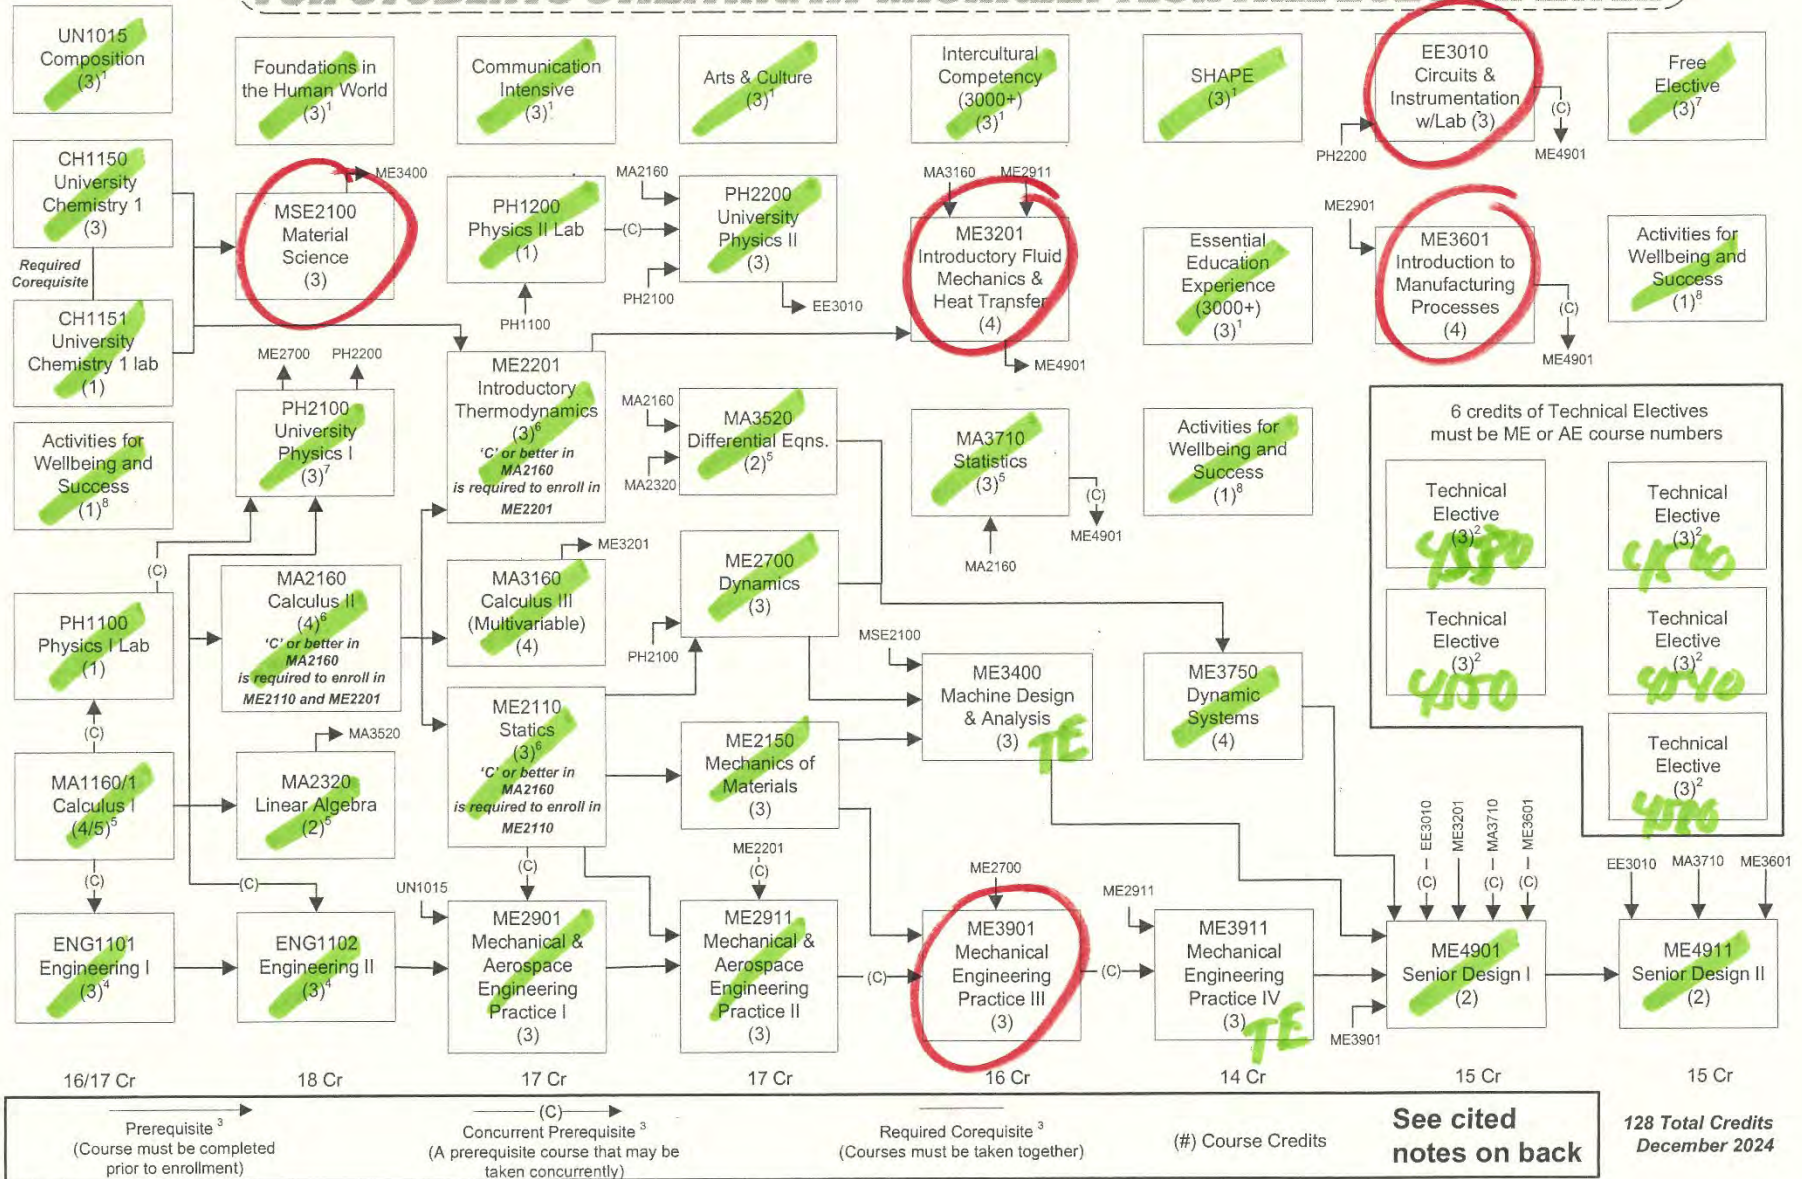 UN1015
Composition
(3)1
Foundations in
the Human World
(3)1
Communication
Intensive
(3)1
Arts & Culture
(3)1
Intercultural
Competency
(3000+)
(3)1
SHAPE
(3)1
EE3010
Circuits &
Instrumentation
w/Lab (3)
(C)
PH2200
ME4901
Free
Elective
(3)7
CH1150
University
Chemistry 1
(3)
Required
Corequisite
CH1151
University
Chemistry 1 lab
(1)
ME3400
MSE2100
Material
Science
(3)
PH1200
Physics II Lab
(1)
PH1100
(C)
MA2160
PH2200
University
Physics II
(3)
PH2100
EE3010
MA3160
ME2911
ME3201
Introductory Fluid
Mechanics &
Heat Transfer
(4)
ME4901
Essential
Education
Experience
(3000+)
(3)1
ME2901
ME3601
Introduction to
Manufacturing
Processes
(4)
(C)
ME4901
Activities for
Wellbeing and
Success
(1)8
Activities for
Wellbeing and
Success
(1)8
ME2700
PH2200
PH2100
University
Physics I
(3)7
ME2201
Introductory
Thermodynamics
(3)6
'C' or better in
MA2160
is required to enroll in
ME2201
MA2160
MA3520
Differential Eqns.
(2)5
MA2320
MA3710
Statistics
(3)5
(C)
ME4901
MA2160
Activities for
Wellbeing and
Success
(1)8
6 credits of Technical Electives
must be ME or AE course numbers
Technical
Elective
(3)2
Technical
Elective
(3)2
Technical
Elective
(3)2
4150
Technical
Elective
(3)2
Technical
Elective
(3)2
(C)
PH1100
Physics I Lab
(1)
(C)
MA2160
Calculus II
(4)6
'C' or better in
MA2160
is required to enroll in
ME2110 and ME2201
ME3201
MA3160
Calculus III
(Multivariable)
(4)
ME2700
Dynamics
(3)
PH2100
MSE2100
ME3400
Machine Design
& Analysis
(3)
TE
ME3750
Dynamic
Systems
(4)
MA1160/1
Calculus I
(4/5)5
(C)
MA3520
MA2320
Linear Algebra
(2)5
(C)
ME2110
Statics
(3)6
'C' or better in
MA2160
is required to enroll in
ME2110
(C)
ME2150
Mechanics of
Materials
(3)
ME2201
(C)
UN1015
ME2700
ME2911
(C) EE3010
ME3201
(C) MA3710
(C) ME3601
EE3010
MA3710
ME3601
ENG1101
Engineering I
(3)4
ENG1102
Engineering II
(3)4
ME2901
Mechanical &
Aerospace
Engineering
Practice I
(3)
ME2911
Mechanical &
Aerospace
Engineering
Practice II
(3)
(C)
ME3901
Mechanical
Engineering
Practice III
(3)
(C)
ME3911
Mechanical
Engineering
Practice IV
(3)
TE
ME3901
ME4901
Senior Design I
(2)
ME4911
Senior Design II
(2)
16/17 Cr
18 Cr
17 Cr
17 Cr
16 Cr
14 Cr
15 Cr
15 Cr
Prerequisite 3
(Course must be completed
prior to enrollment)
(C)
Concurrent Prerequisite 3
(A prerequisite course that may be
taken concurrently)
Required Corequisite 3
(Courses must be taken together)
(#) Course Credits
See cited
notes on back
128 Total Credits
December 2024